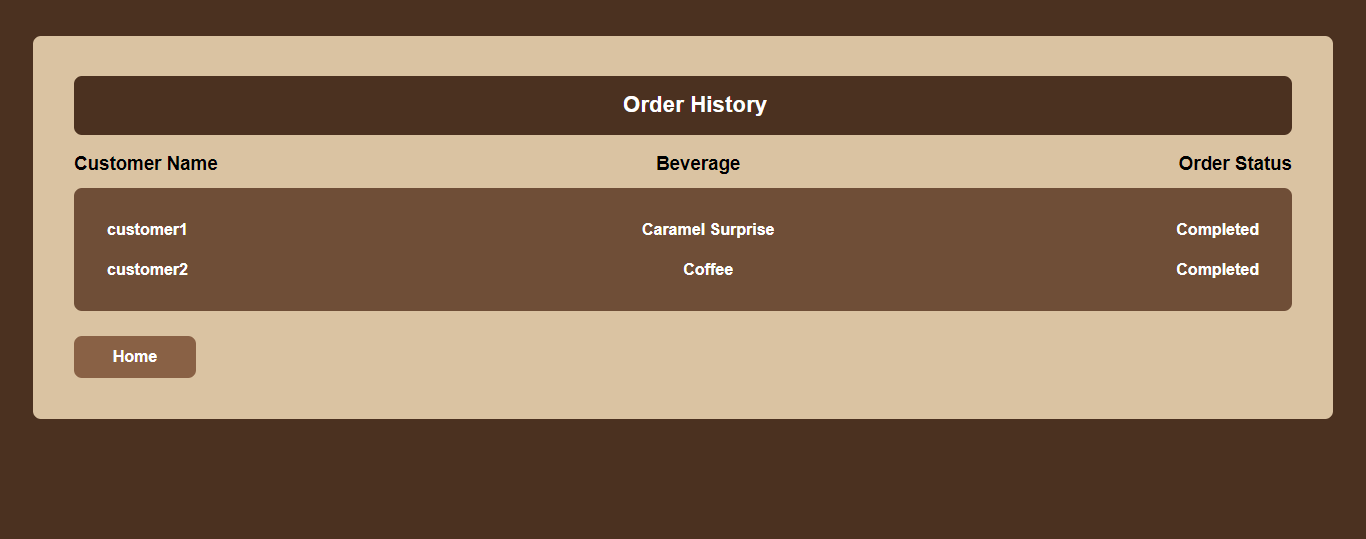 Order History
Customer Name Beverage Order Status
customer1 Caramel Surprise Completed
customer2 Coffee Completed
Home